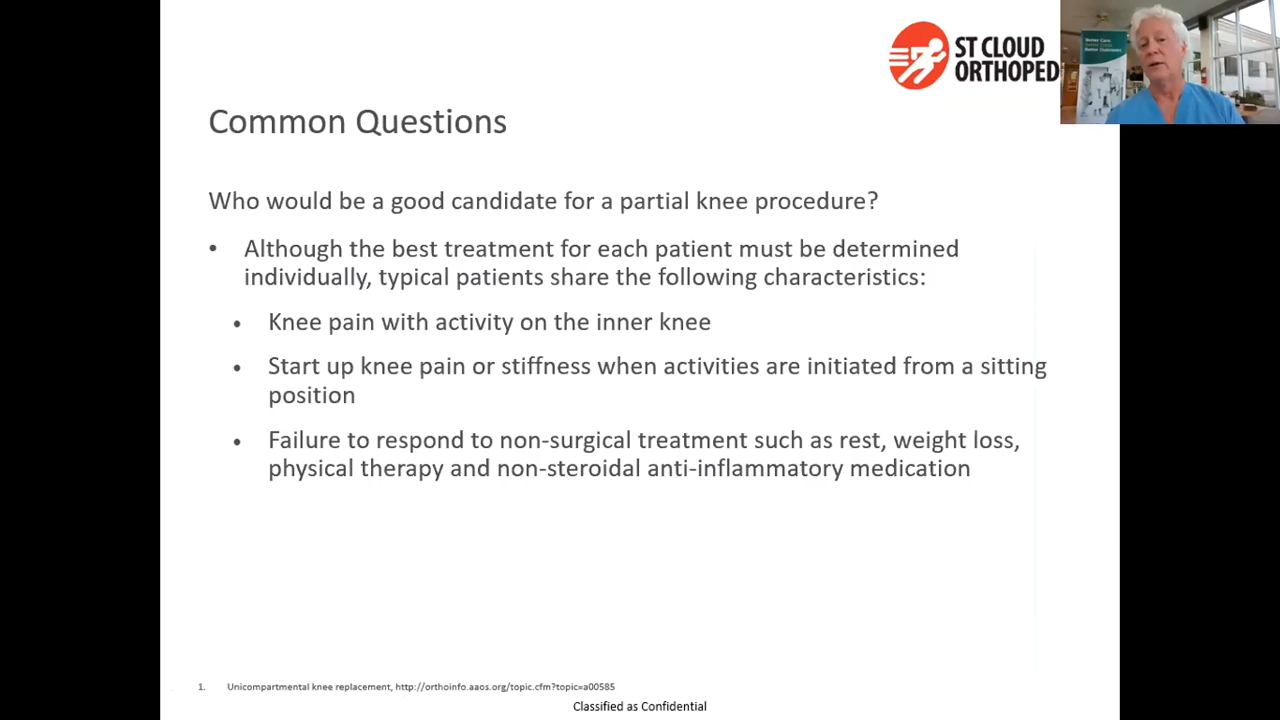 ST CLOUD
ORTHOPED
Better Care
Better Outcomes
Common Questions
Who would be a good candidate for a partial knee procedure?
• Although the best treatment for each patient must be determined
individually, typical patients share the following characteristics:
• Knee pain with activity on the inner knee
• Start up knee pain or stiffness when activities are initiated from a sitting
position
• Failure to respond to non-surgical treatment such as rest, weight loss,
physical therapy and non-steroidal anti-inflammatory medication
1. Unicompartmental knee replacement, http://orthoinfo.aaos.org/topic.cfm?topic=a00585
Classified as Confidential